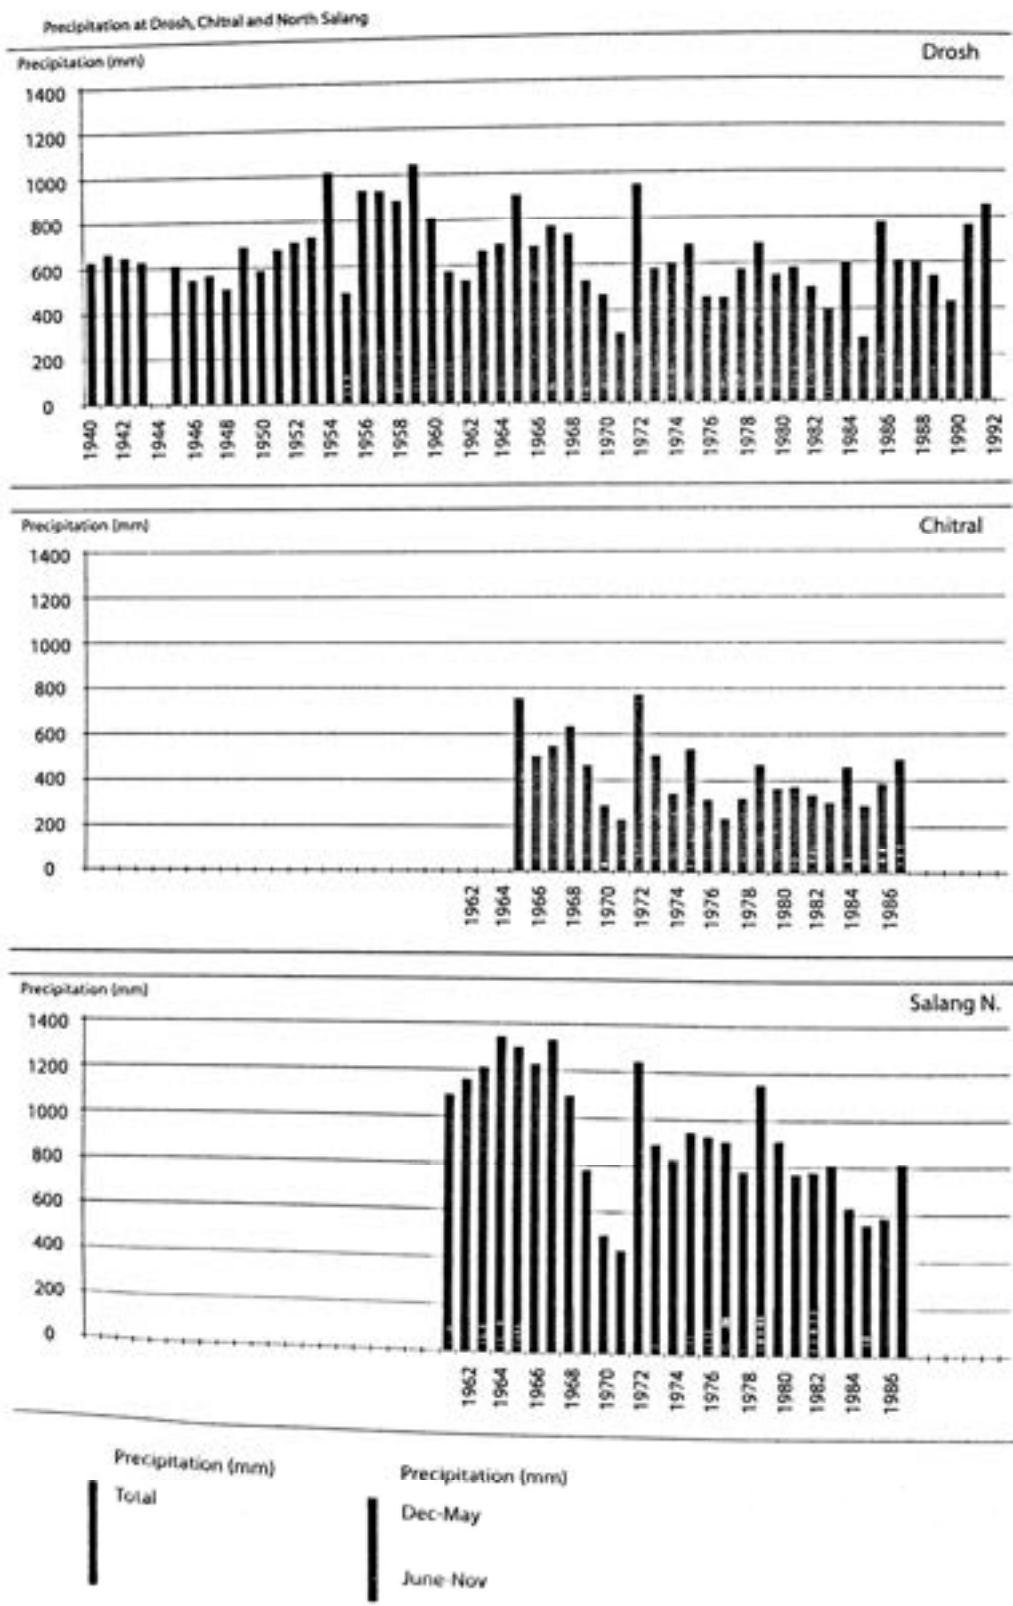 Precipitation at Drosh, Chitral and North Salang
Drosh
Precipitation (mm)
1400
1200
1000
800
600
400
200
0
1940 1942 1944 1946 1948 1950 1952 1954 1956 1958 1960 1962 1964 1966 1968 1970 1972 1974 1976 1978 1980 1982 1984 1986 1988 1990 1992
Precipitation (mm)
Chitral
1400
1200
1000
800
600
400
200
0
1962 1964 1966 1968 1970 1972 1974 1976 1978 1980 1982 1984 1986
Precipitation (mm)
Salang N.
1400
1200
1000
800
600
400
200
0
1962 1964 1966 1968 1970 1972 1974 1976 1978 1980 1982 1984 1986
Precipitation (mm)
Total
Precipitation (mm)
Dec-May
June-Nov